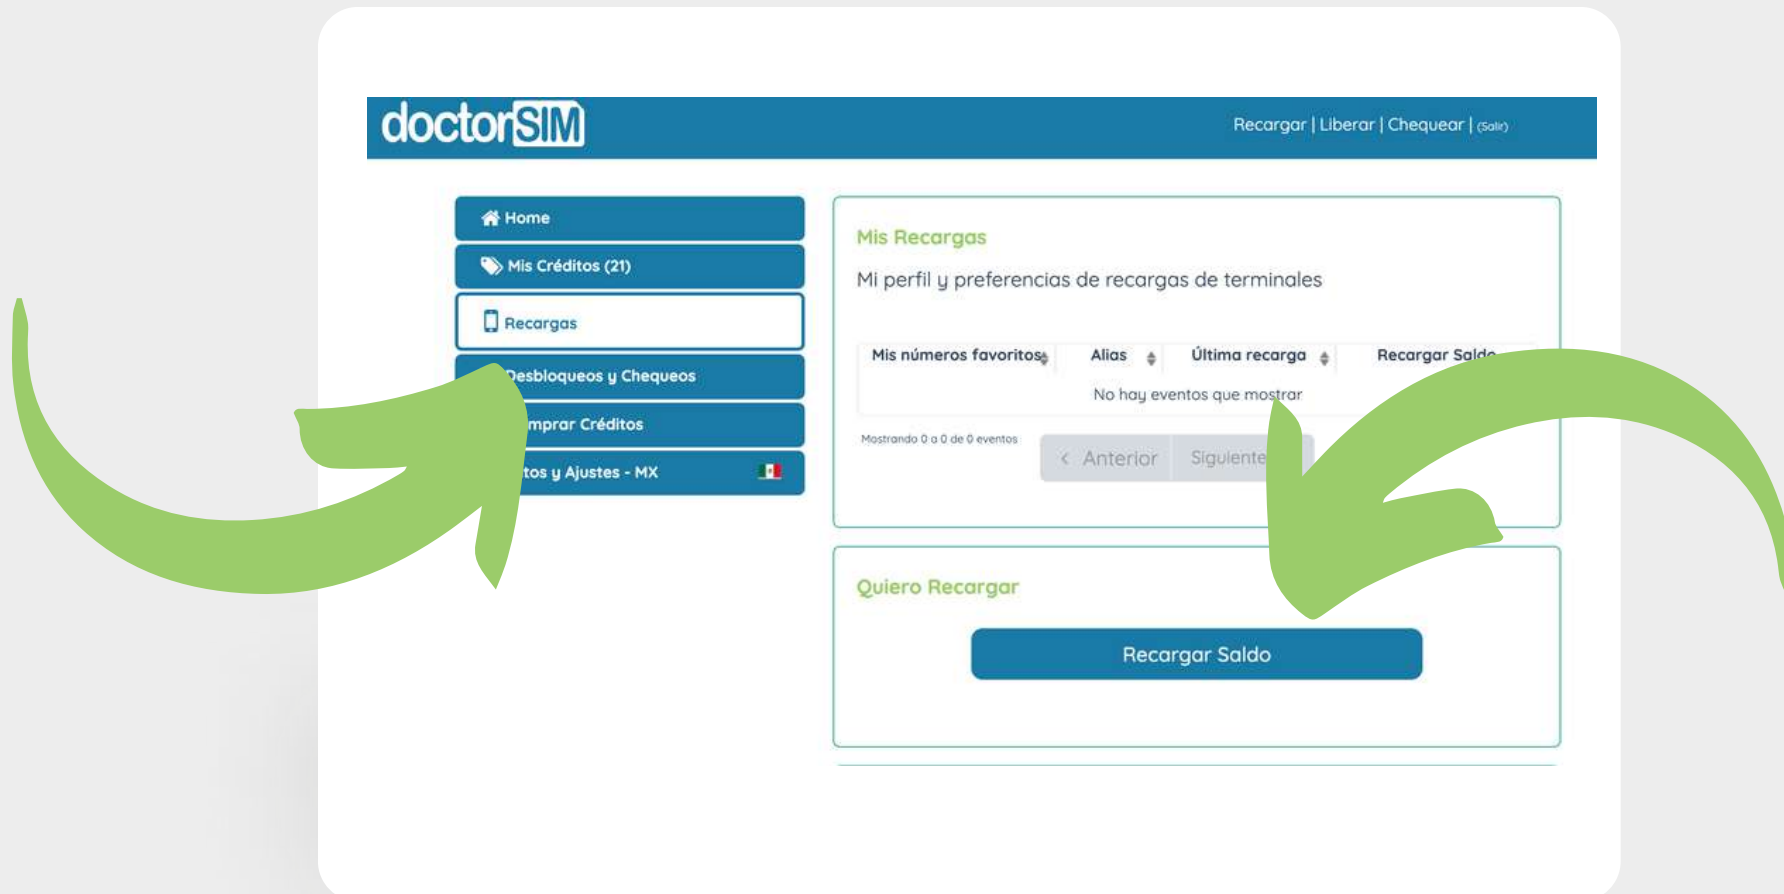 doctorSIM
Recargar | Liberar | Chequear | (Salir)
Home
Mis Créditos (21)
Recargas
Desbloqueos y Chequeos
Créditos
y Ajustes - MX
Mis Recargas
Mi perfil y preferencias de recargas de terminales
Mis números favoritos Alias Última recarga Recargar Saldo
No hay eventos que mostrar
Mostrando 0 a 0 de 0 eventos
< Anterior Siguiente
Quiero Recargar
Recargar Saldo